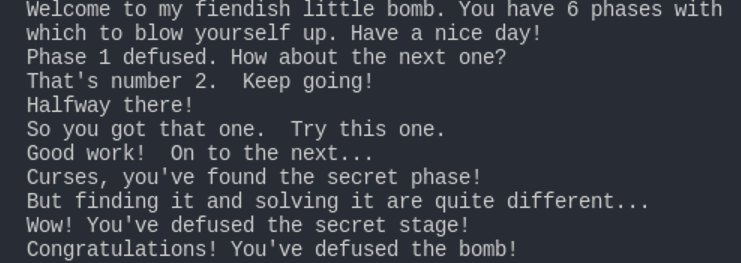 Welcome to my fiendish little bomb. You have 6 phases with
which to blow yourself up. Have a nice day!
Phase 1 defused. How about the next one?
That's number 2.  Keep going!
Halfway there!
So you got that one.  Try this one.
Good work!  On to the next...
Curses, you've found the secret phase!
But finding it and solving it are quite different...
Wow! You've defused the secret stage!
Congratulations! You've defused the bomb!